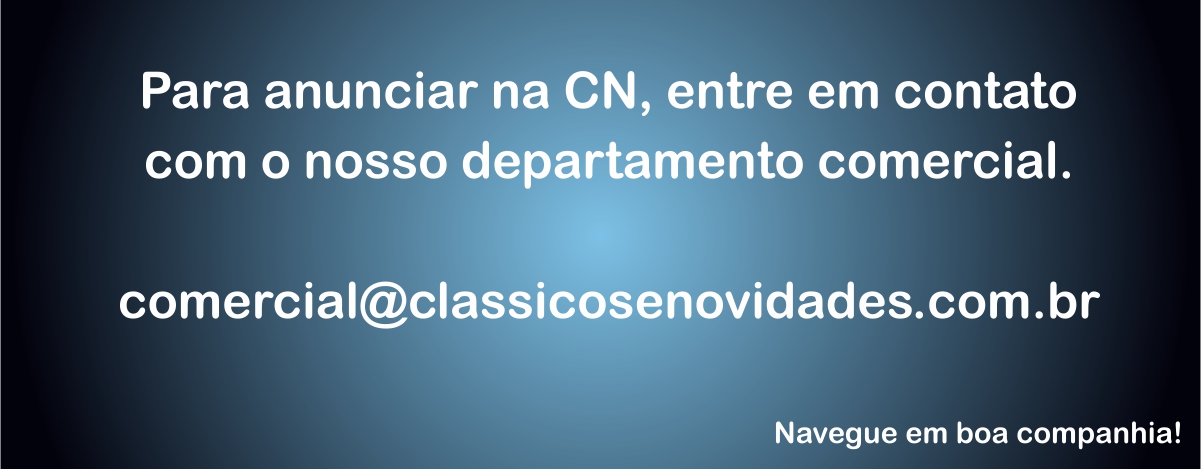 Para anunciar na CN, entre em contato
com o nosso departamento comercial.
comercial@classicosenovidades.com.br
Navegue em boa companhia!